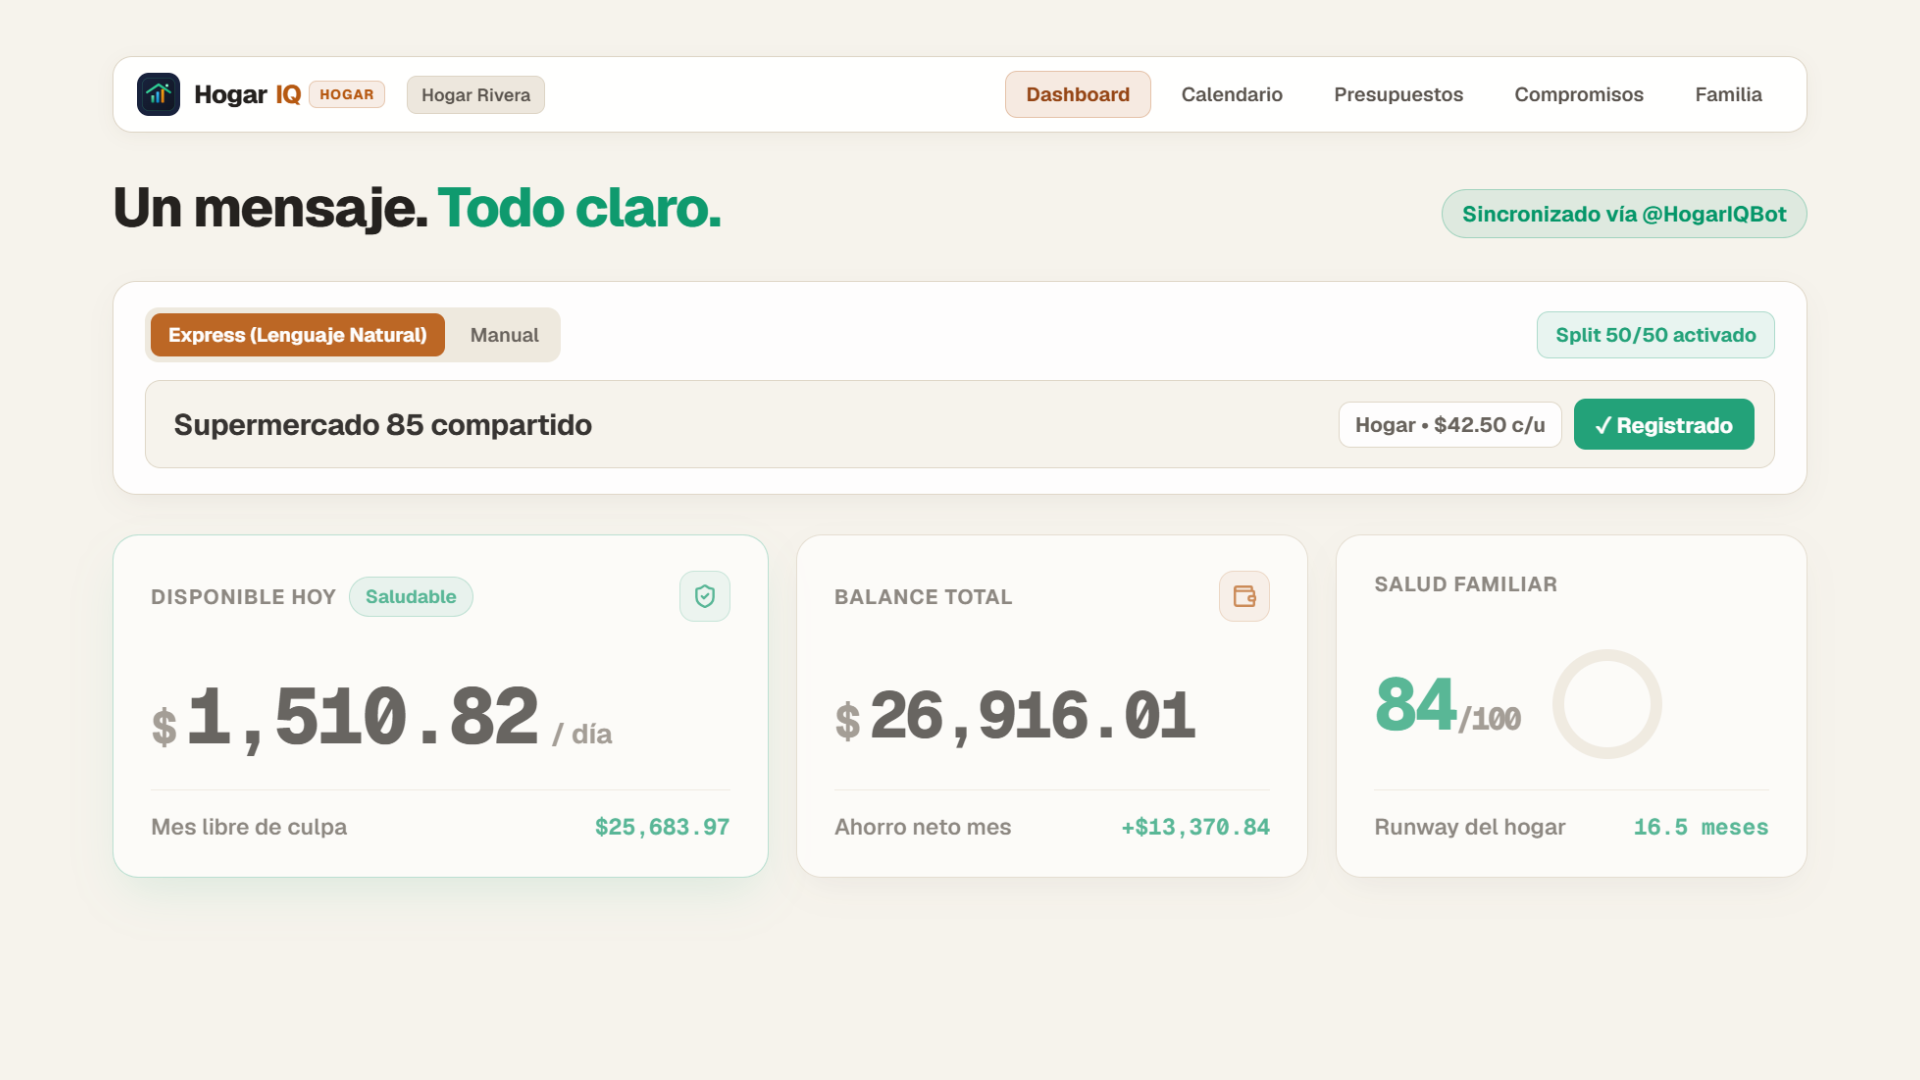 Hogar IQ HOGAR Hogar Rivera Dashboard Calendario Presupuestos Compromisos Familia
Un mensaje. Todo claro. Sincronizado vía @HogarIQBot
Express (Lenguaje Natural) Manual Split 50/50 activado
Supermercado 85 compartido Hogar • $42.50 c/u ✓ Registrado
DISPONIBLE HOY Saludable
$1,510.82 / día
Mes libre de culpa $25,683.97
BALANCE TOTAL
$26,916.01
Ahorro neto mes +$13,370.84
SALUD FAMILIAR
84/100
Runway del hogar 16.5 meses